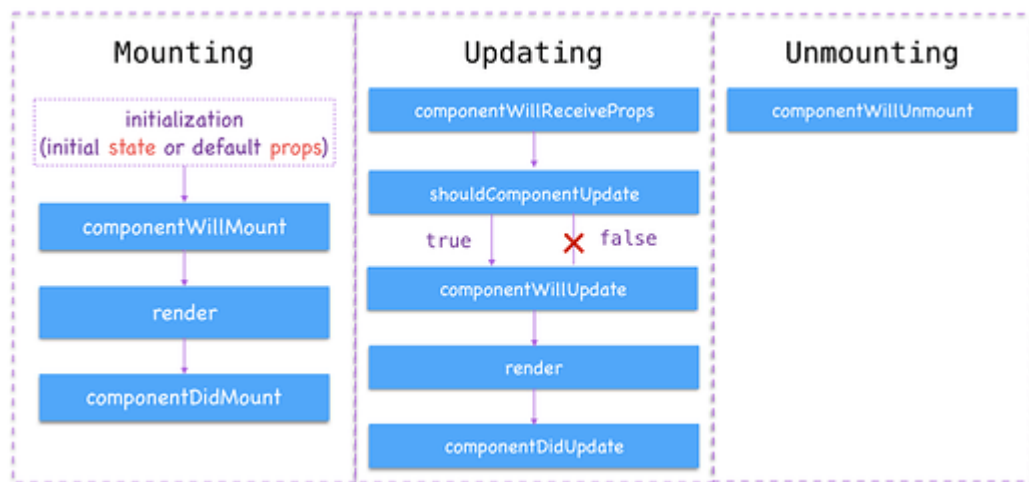 Mounting
initialization
(initial state or default props)
componentWillMount
render
componentDidMount
Updating
componentWillReceiveProps
shouldComponentUpdate
true
false
componentWillUpdate
render
componentDidUpdate
Unmounting
componentWillUnmount